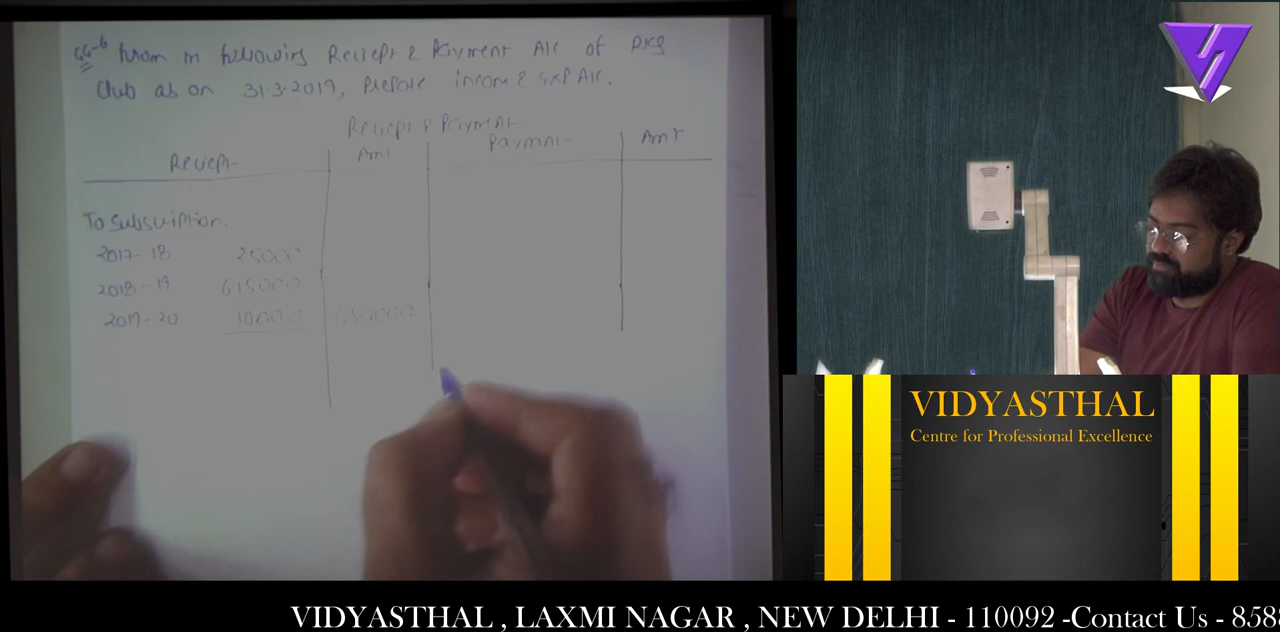 from following Reciept & Payment A/c of RKG
Club as on 31.3.2019, prepare income & Exp A/c.
Reciept & Payment
Reciept Amt Payment Amt
To Subscription.
2017-18 25000
2018-19 615000
2019-20 10000 650000
VIDYASTHAL
Centre for Professional Excellence
VIDYASTHAL , LAXMI NAGAR , NEW DELHI - 110092 -Contact Us - 858